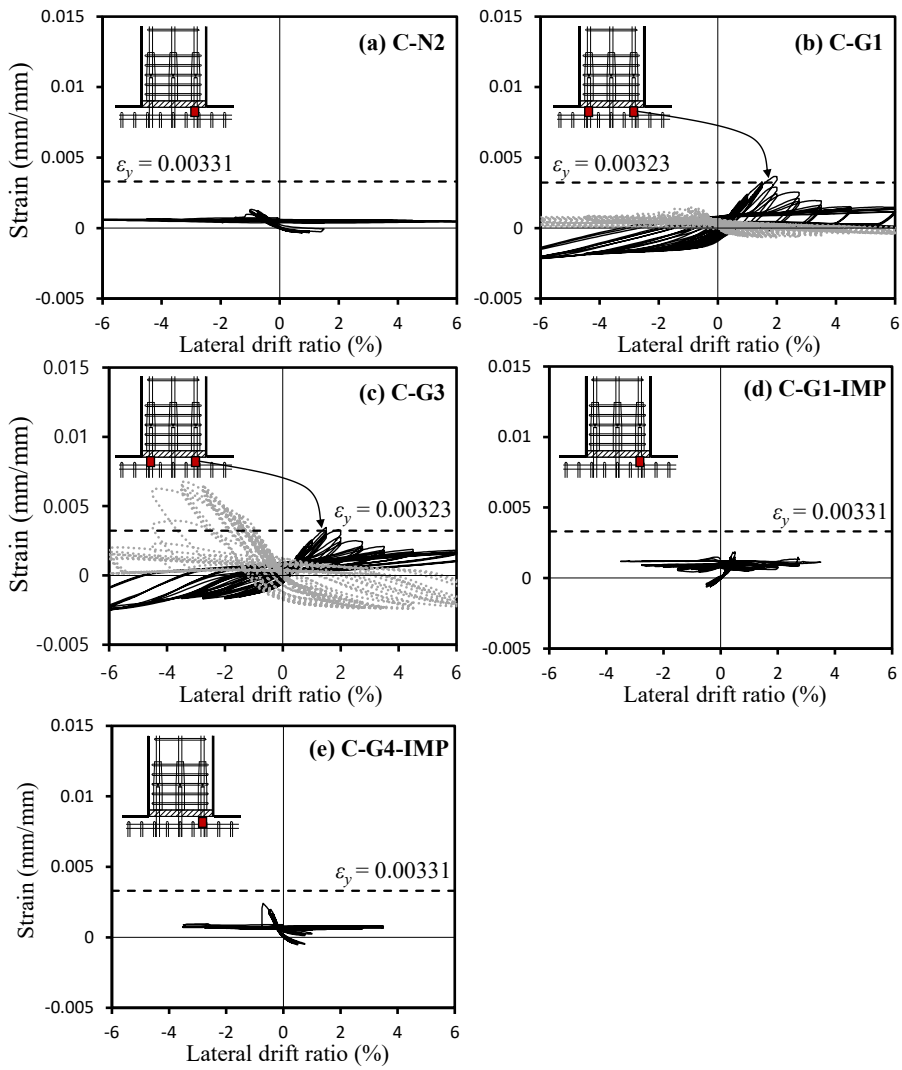 (a) C-N2
0.015
0.01
0.005
0
-0.005
Strain (mm/mm)
εy = 0.00331
-6 -4 -2 0 2 4 6
Lateral drift ratio (%)
(b) C-G1
0.015
0.01
0.005
0
-0.005
εy = 0.00323
-6 -4 -2 0 2 4 6
Lateral drift ratio (%)
(c) C-G3
0.015
0.01
0.005
0
-0.005
Strain (mm/mm)
εy = 0.00323
-6 -4 -2 0 2 4 6
Lateral drift ratio (%)
(d) C-G1-IMP
0.015
0.01
0.005
0
-0.005
εy = 0.00331
-6 -4 -2 0 2 4 6
Lateral drift ratio (%)
(e) C-G4-IMP
0.015
0.01
0.005
0
-0.005
Strain (mm/mm)
εy = 0.00331
-6 -4 -2 0 2 4 6
Lateral drift ratio (%)